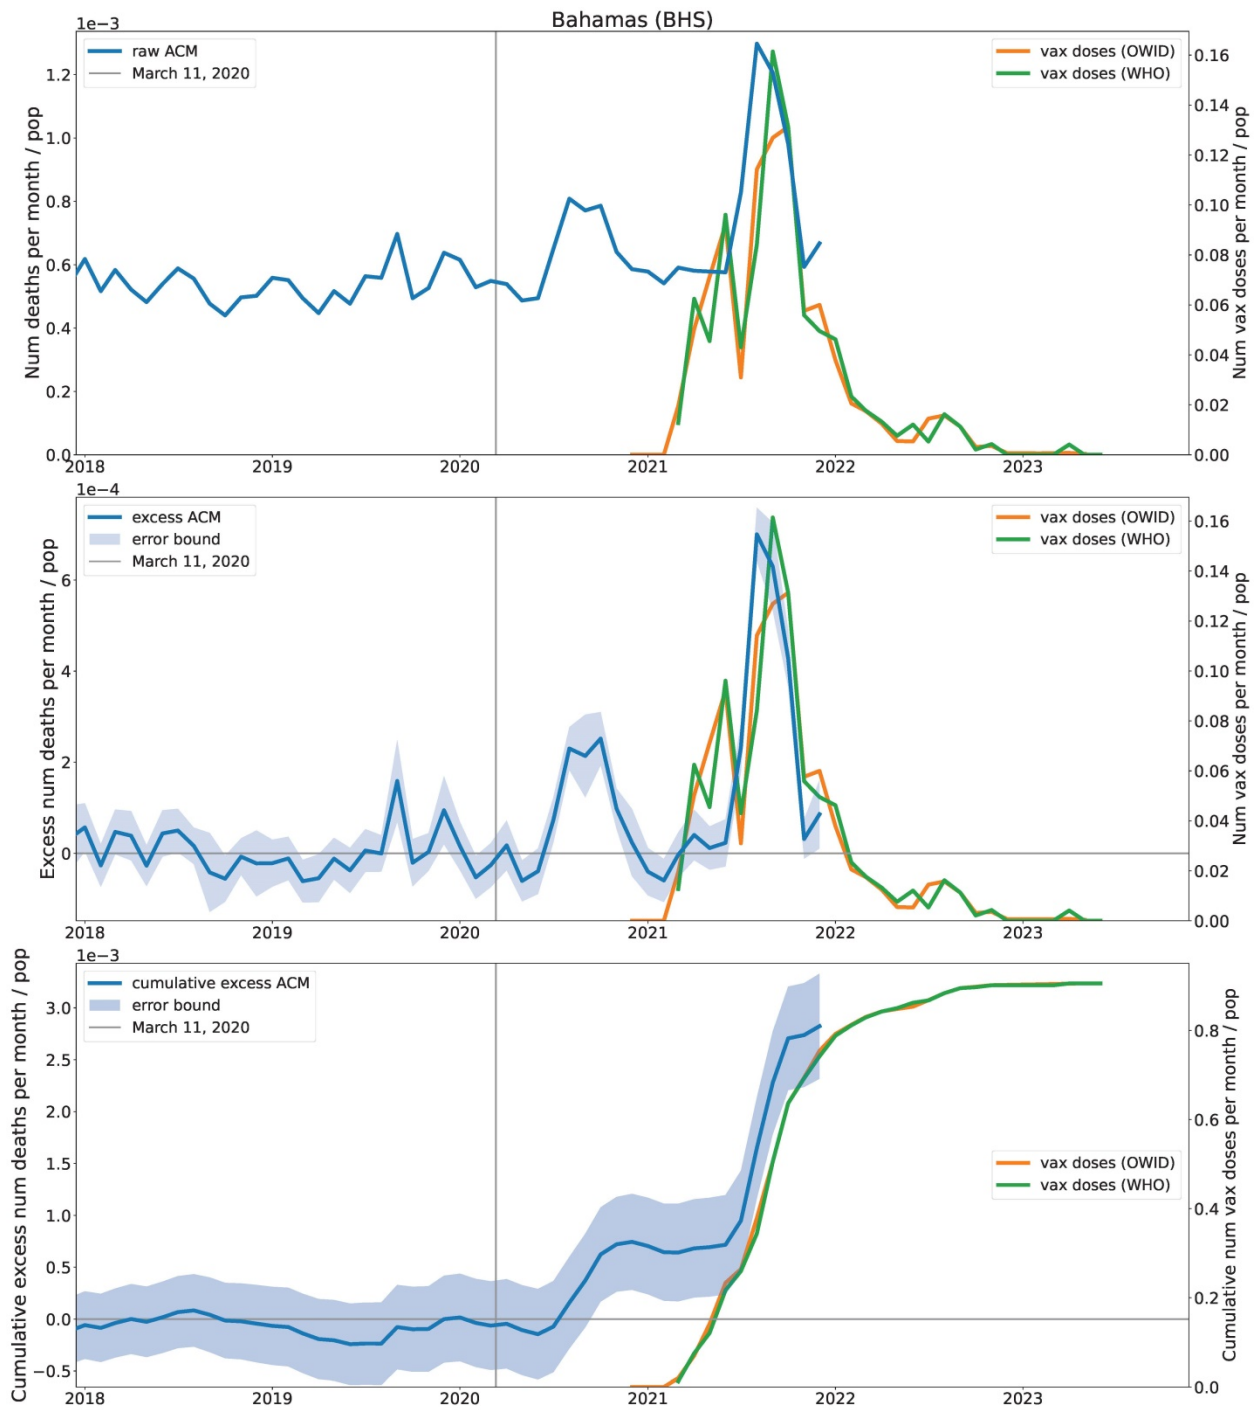 Bahamas (BHS)
1e−3
raw ACM
March 11, 2020
vax doses (OWID)
vax doses (WHO)
Num deaths per month / pop
1.2
1.0
0.8
0.6
0.4
0.2
0.0
Num vax doses per month / pop
0.16
0.14
0.12
0.10
0.08
0.06
0.04
0.02
0.00
2018 2019 2020 2021 2022 2023
1e−4
excess ACM
error bound
March 11, 2020
vax doses (OWID)
vax doses (WHO)
Excess num deaths per month / pop
6
4
2
0
Num vax doses per month / pop
0.16
0.14
0.12
0.10
0.08
0.06
0.04
0.02
0.00
2018 2019 2020 2021 2022 2023
1e−3
cumulative excess ACM
error bound
March 11, 2020
vax doses (OWID)
vax doses (WHO)
Cumulative excess num deaths per month / pop
3.0
2.5
2.0
1.5
1.0
0.5
0.0
−0.5
Cumulative num vax doses per month / pop
0.8
0.6
0.4
0.2
0.0
2018 2019 2020 2021 2022 2023